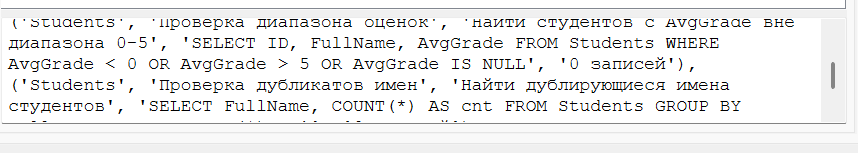 ('Students', 'Проверка диапазона оценок', 'Найти студентов с AvgGrade вне
диапазона 0-5', 'SELECT ID, FullName, AvgGrade FROM Students WHERE
AvgGrade < 0 OR AvgGrade > 5 OR AvgGrade IS NULL', '0 записей'),
('Students', 'Проверка дубликатов имен', 'Найти дублирующиеся имена
студентов', 'SELECT FullName, COUNT(*) AS cnt FROM Students GROUP BY